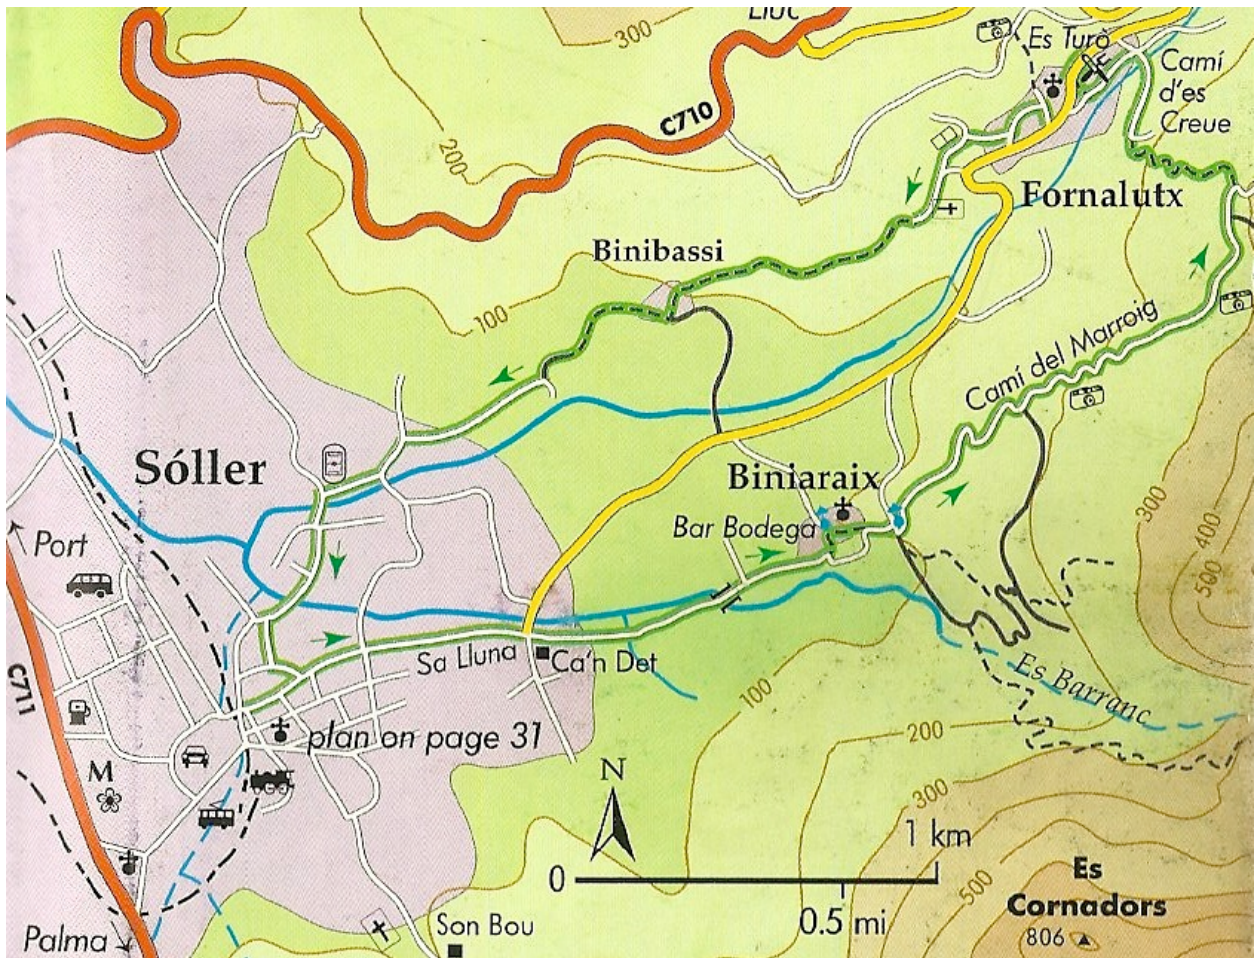 Lluc
300
Es Turò
Camí
d'es
Creue
C710
200
Fornalutx
Binibassi
100
Camí del Marroig
Sóller
Biniaraix
Bar Bodega
300
400
500
Port
Sa Lluna
Ca'n Det
C711
100
Es Barranc
plan on page 31
200
M
N
300
1 km
0
0.5 mi
500
Es
Cornadors
806
Son Bou
Palma